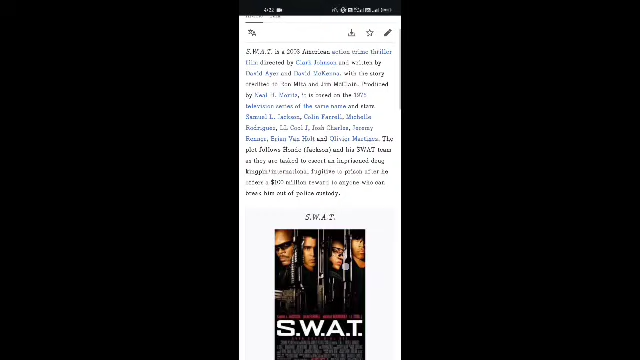 4:22
S.W.A.T. is a 2003 American action crime thriller
film directed by Clark Johnson and written by
David Ayer and David McKenna, with the story
credited to Ron Mita and Jim McClain. Produced
by Neal H. Moritz, it is based on the 1975
television series of the same name and stars
Samuel L. Jackson, Colin Farrell, Michelle
Rodriguez, LL Cool J, Josh Charles, Jeremy
Renner, Brian Van Holt and Olivier Martinez. The
plot follows Hondo (Jackson) and his SWAT team
as they are tasked to escort an imprisoned drug
kingpin/international fugitive to prison after he
offers a $100 million reward to anyone who can
break him out of police custody.
S.W.A.T.
S.W.A.T.